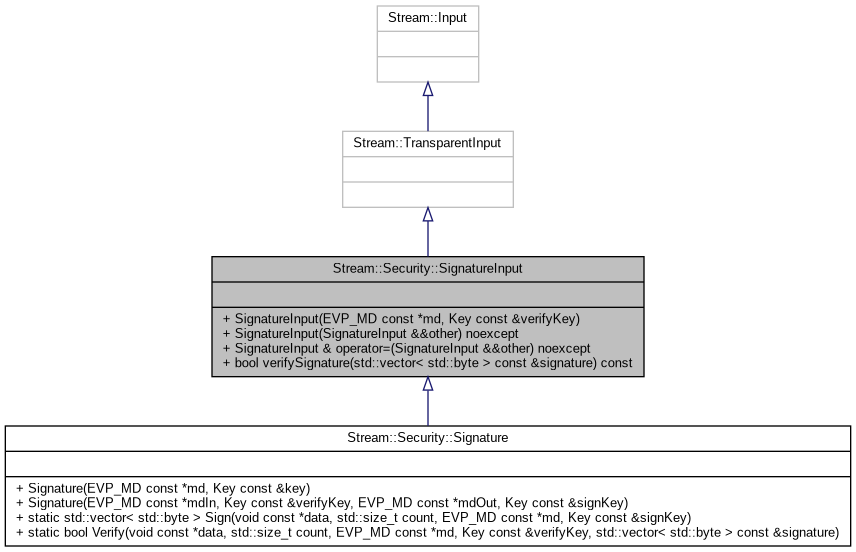 Stream::Input
Stream::TransparentInput
Stream::Security::SignatureInput
+ SignatureInput(EVP_MD const *md, Key const &verifyKey)
+ SignatureInput(SignatureInput &&other) noexcept
+ SignatureInput & operator=(SignatureInput &&other) noexcept
+ bool verifySignature(std::vector< std::byte > const &signature) const
Stream::Security::Signature
+ Signature(EVP_MD const *md, Key const &key)
+ Signature(EVP_MD const *mdIn, Key const &verifyKey, EVP_MD const *mdOut, Key const &signKey)
+ static std::vector< std::byte > Sign(void const *data, std::size_t count, EVP_MD const *md, Key const &signKey)
+ static bool Verify(void const *data, std::size_t count, EVP_MD const *md, Key const &verifyKey, std::vector< std::byte > const &signature)